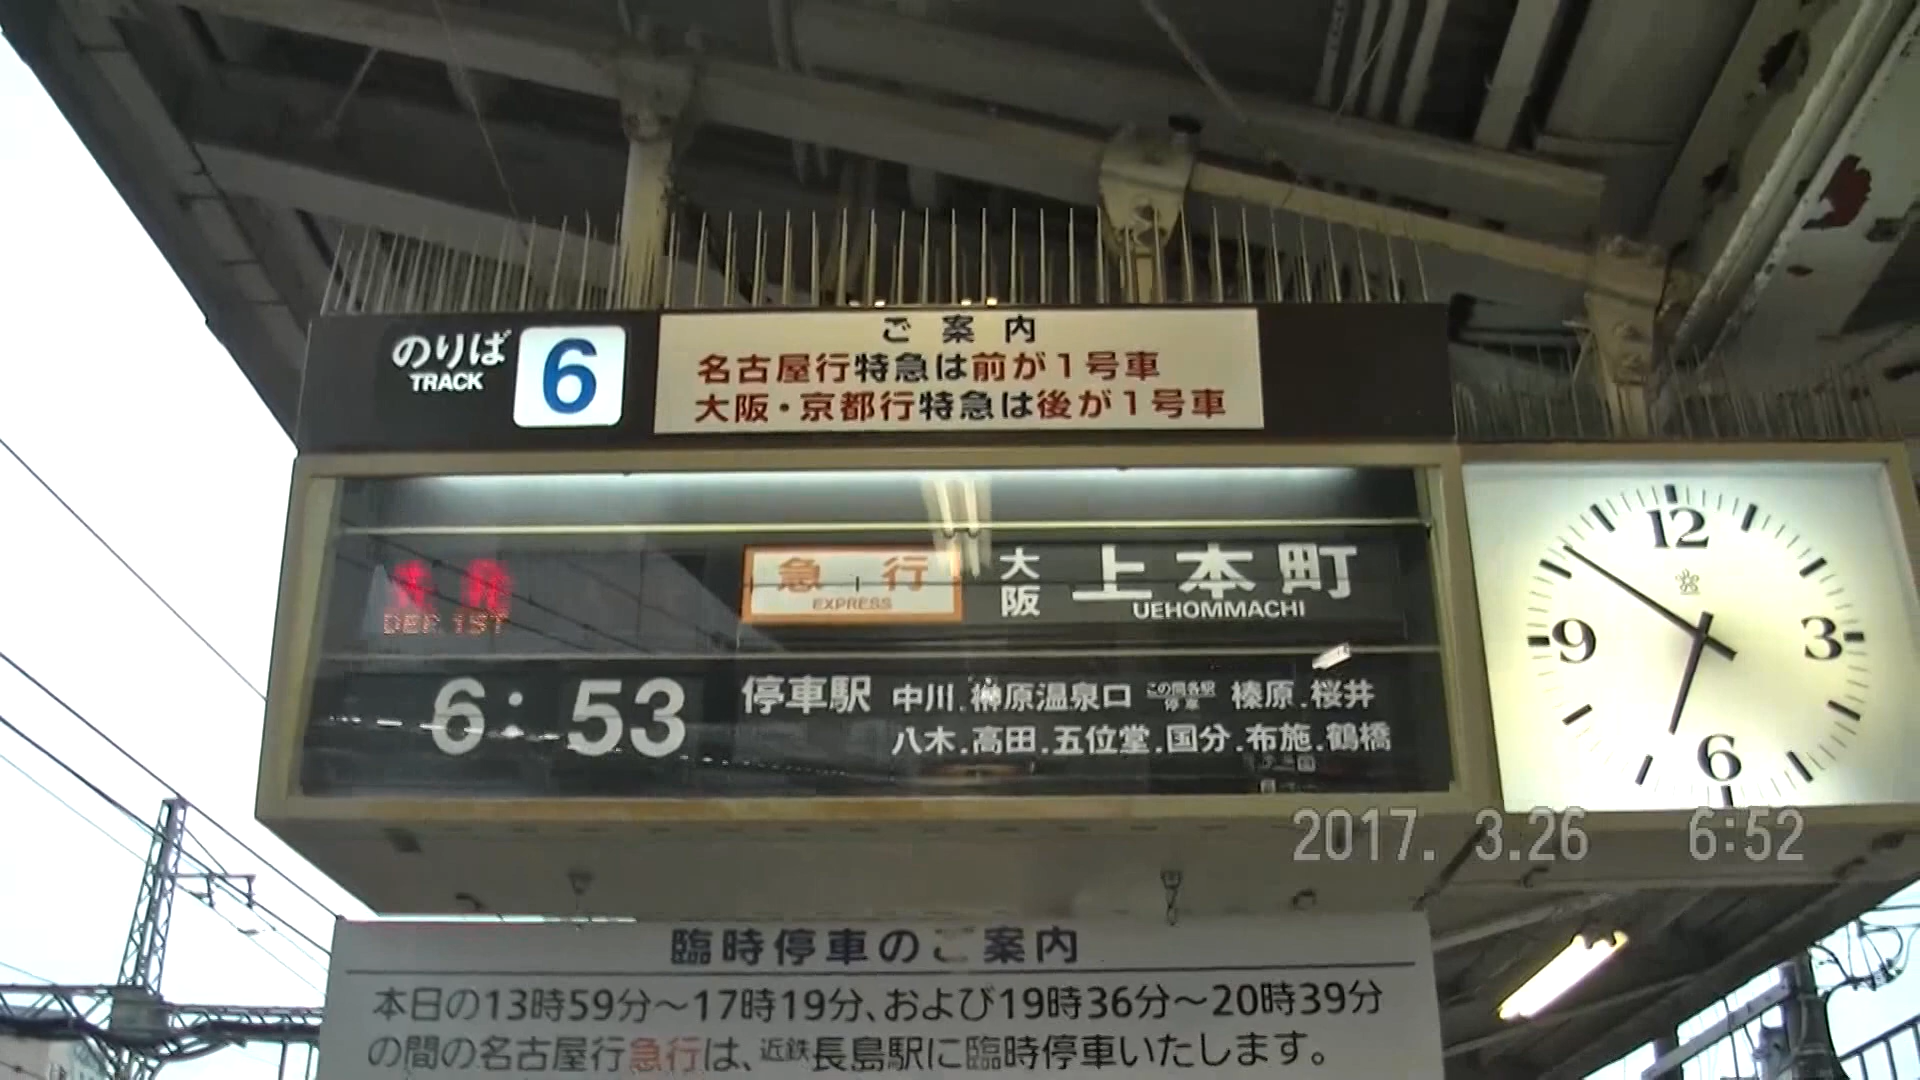 のりば
TRACK
6
ご案内
名古屋行特急は前が1号車
大阪・京都行特急は後が1号車
先発
DEP. 1ST
急行
EXPRESS
大阪 上本町
UEHOMMACHI
6:53
停車駅 中川.榊原温泉口 この間各駅停車 榛原.桜井
八木.高田.五位堂.国分.布施.鶴橋
12
3
6
9
2017. 3.26 6:52
臨時停車のご案内
本日の13時59分～17時19分、および19時36分～20時39分
の間の名古屋行急行は、近鉄長島駅に臨時停車いたします。